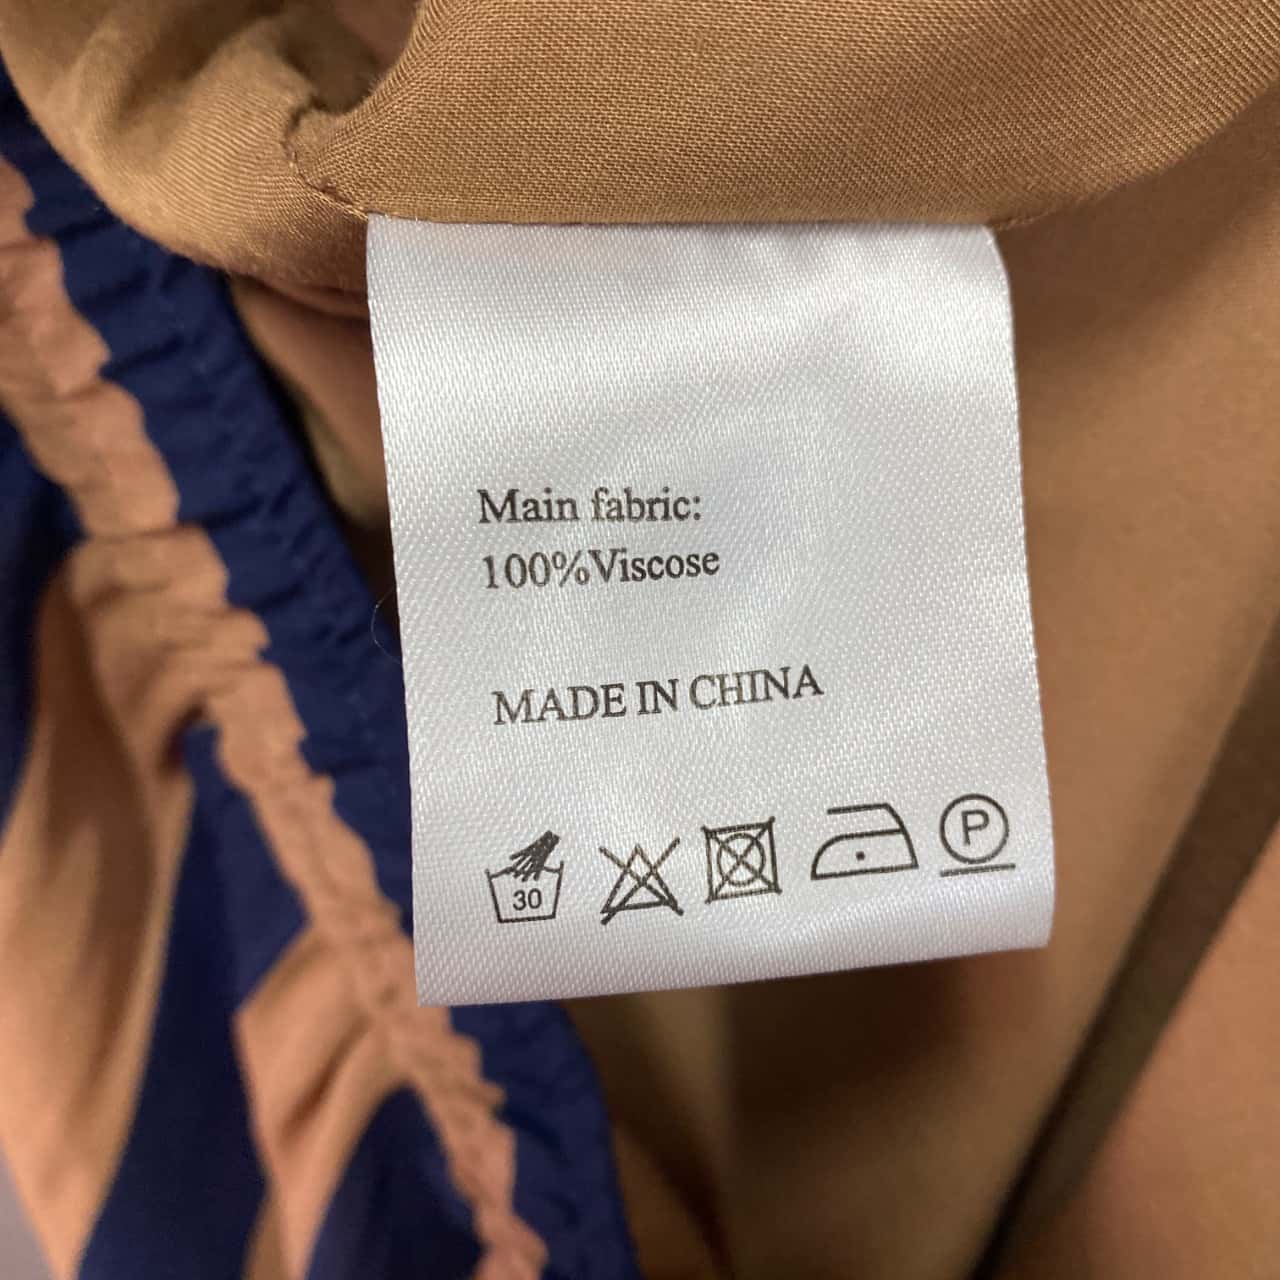 Main fabric:
100%Viscose
MADE IN CHINA
30
P